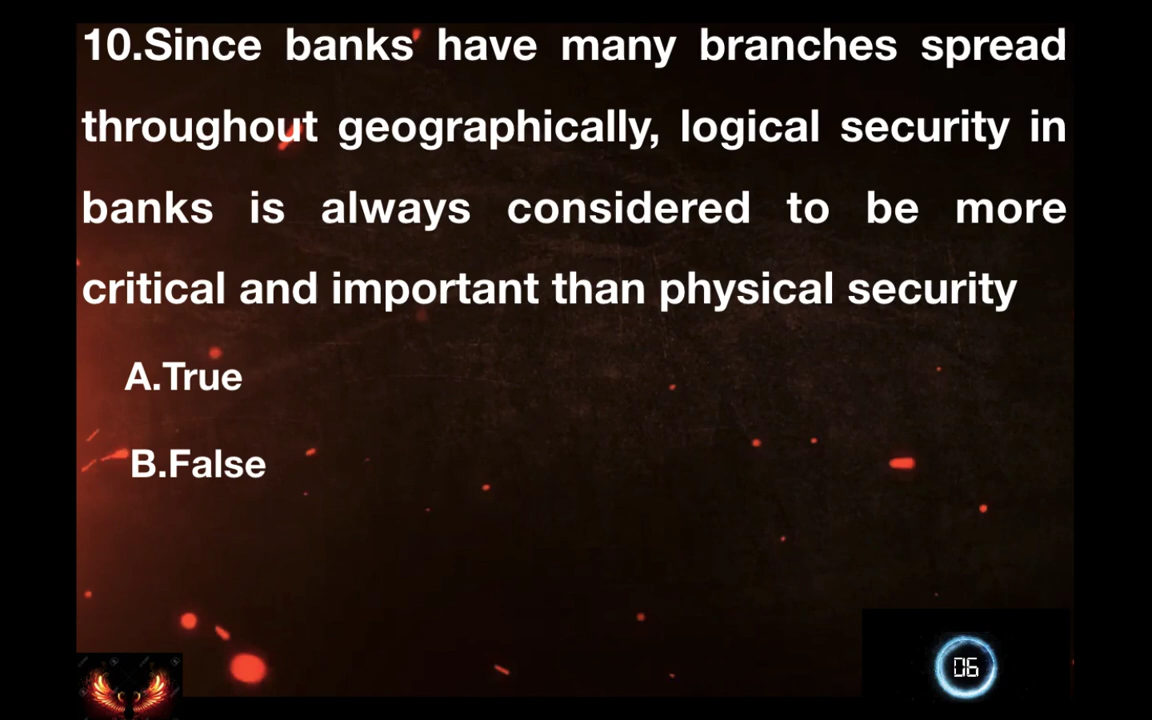 10.Since banks have many branches spread
throughout geographically, logical security in
banks is always considered to be more
critical and important than physical security
A.True
B.False
06